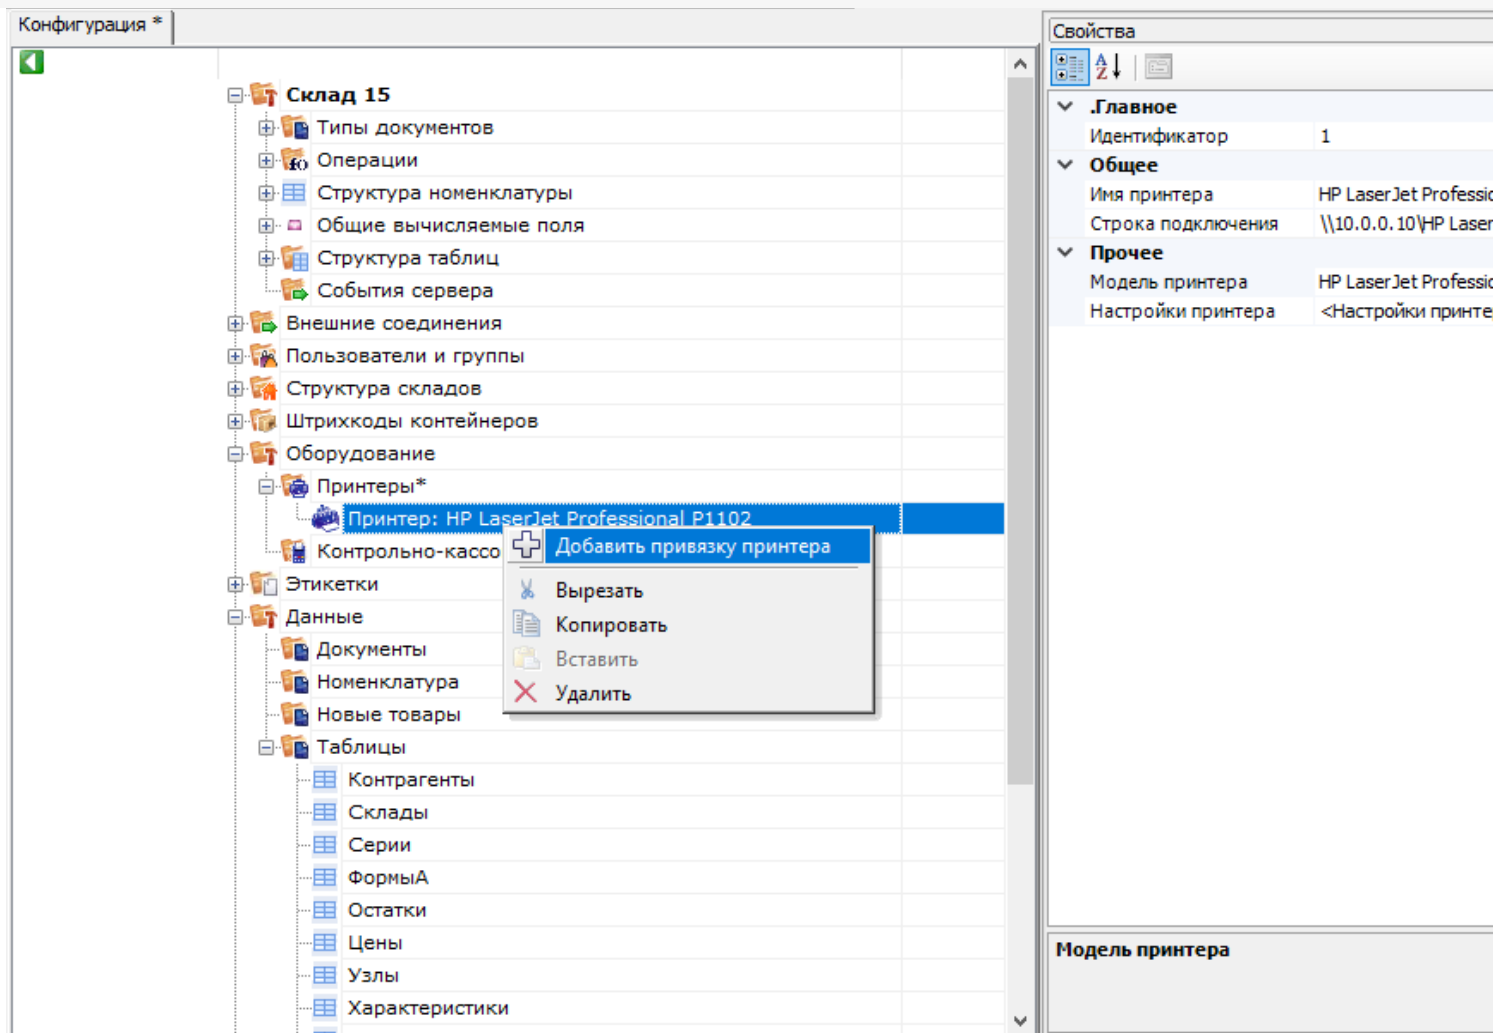 Конфигурация *
Склад 15
Типы документов
Операции
Структура номенклатуры
Общие вычисляемые поля
Структура таблиц
События сервера
Внешние соединения
Пользователи и группы
Структура складов
Штрихкоды контейнеров
Оборудование
Принтеры*
Принтер: HP LaserJet Professional P1102
Контрольно-кассо
Этикетки
Данные
Документы
Номенклатура
Новые товары
Таблицы
Контрагенты
Склады
Серии
ФормыА
Остатки
Цены
Узлы
Характеристики
Добавить привязку принтера
Вырезать
Копировать
Вставить
Удалить
Свойства
.Главное
Идентификатор 1
Общее
Имя принтера HP LaserJet Professio
Строка подключения \\10.0.0.10\HP Laser
Прочее
Модель принтера HP LaserJet Professio
Настройки принтера <Настройки принте
Модель принтера